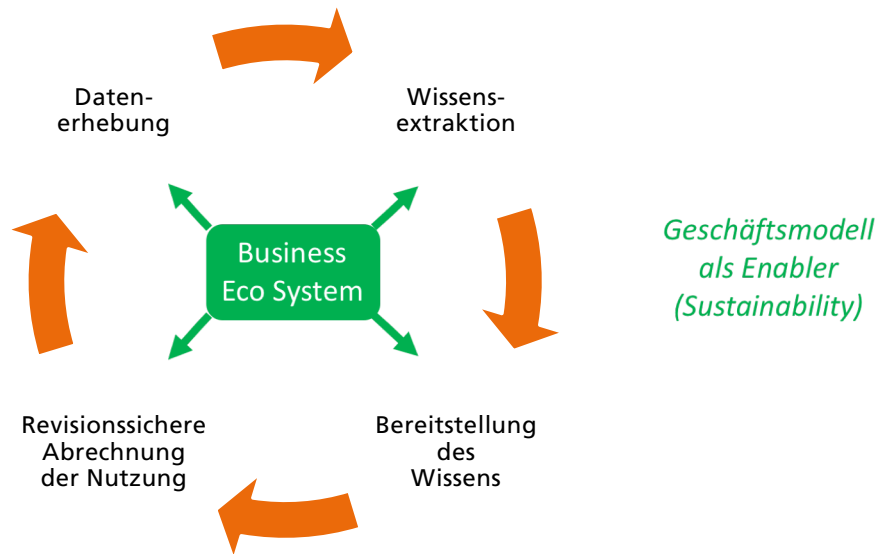 Daten-
erhebung
Wissens-
extraktion
Business
Eco System
Geschäftsmodell
als Enabler
(Sustainability)
Revisionssichere
Abrechnung
der Nutzung
Bereitstellung
des
Wissens